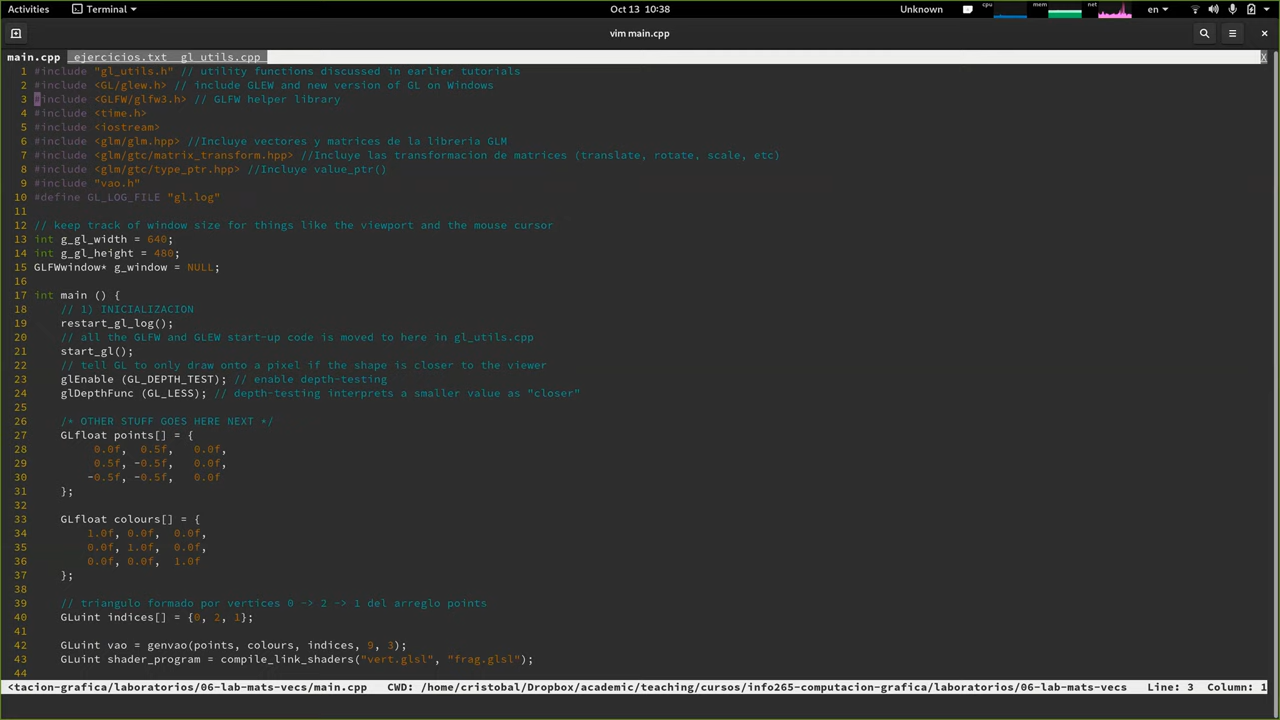 Activities Terminal Oct 13 10:38 Unknown cpu mem net en
vim main.cpp
main.cpp ejercicios.txt gl_utils.cpp X
1 #include "gl_utils.h" // utility functions discussed in earlier tutorials
2 #include <GL/glew.h> // include GLEW and new version of GL on Windows
3 #include <GLFW/glfw3.h> // GLFW helper library
4 #include <time.h>
5 #include <iostream>
6 #include <glm/glm.hpp> //Incluye vectores y matrices de la libreria GLM
7 #include <glm/gtc/matrix_transform.hpp> //Incluye las transformacion de matrices (translate, rotate, scale, etc)
8 #include <glm/gtc/type_ptr.hpp> //Incluye value_ptr()
9 #include "vao.h"
10 #define GL_LOG_FILE "gl.log"
11
12 // keep track of window size for things like the viewport and the mouse cursor
13 int g_gl_width = 640;
14 int g_gl_height = 480;
15 GLFWwindow* g_window = NULL;
16
17 int main () {
18 // 1) INICIALIZACION
19 restart_gl_log();
20 // all the GLFW and GLEW start-up code is moved to here in gl_utils.cpp
21 start_gl();
22 // tell GL to only draw onto a pixel if the shape is closer to the viewer
23 glEnable (GL_DEPTH_TEST); // enable depth-testing
24 glDepthFunc (GL_LESS); // depth-testing interprets a smaller value as "closer"
25
26 /* OTHER STUFF GOES HERE NEXT */
27 GLfloat points[] = {
28 0.0f, 0.5f, 0.0f,
29 0.5f, -0.5f, 0.0f,
30 -0.5f, -0.5f, 0.0f
31 };
32
33 GLfloat colours[] = {
34 1.0f, 0.0f, 0.0f,
35 0.0f, 1.0f, 0.0f,
36 0.0f, 0.0f, 1.0f
37 };
38
39 // triangulo formado por vertices 0 -> 2 -> 1 del arreglo points
40 GLuint indices[] = {0, 2, 1};
41
42 GLuint vao = genvao(points, colours, indices, 9, 3);
43 GLuint shader_program = compile_link_shaders("vert.glsl", "frag.glsl");
44
<tacion-grafica/laboratorios/06-lab-mats-vecs/main.cpp CWD: /home/cristobal/Dropbox/academic/teaching/cursos/info265-computacion-grafica/laboratorios/06-lab-mats-vecs Line: 3 Column: 1